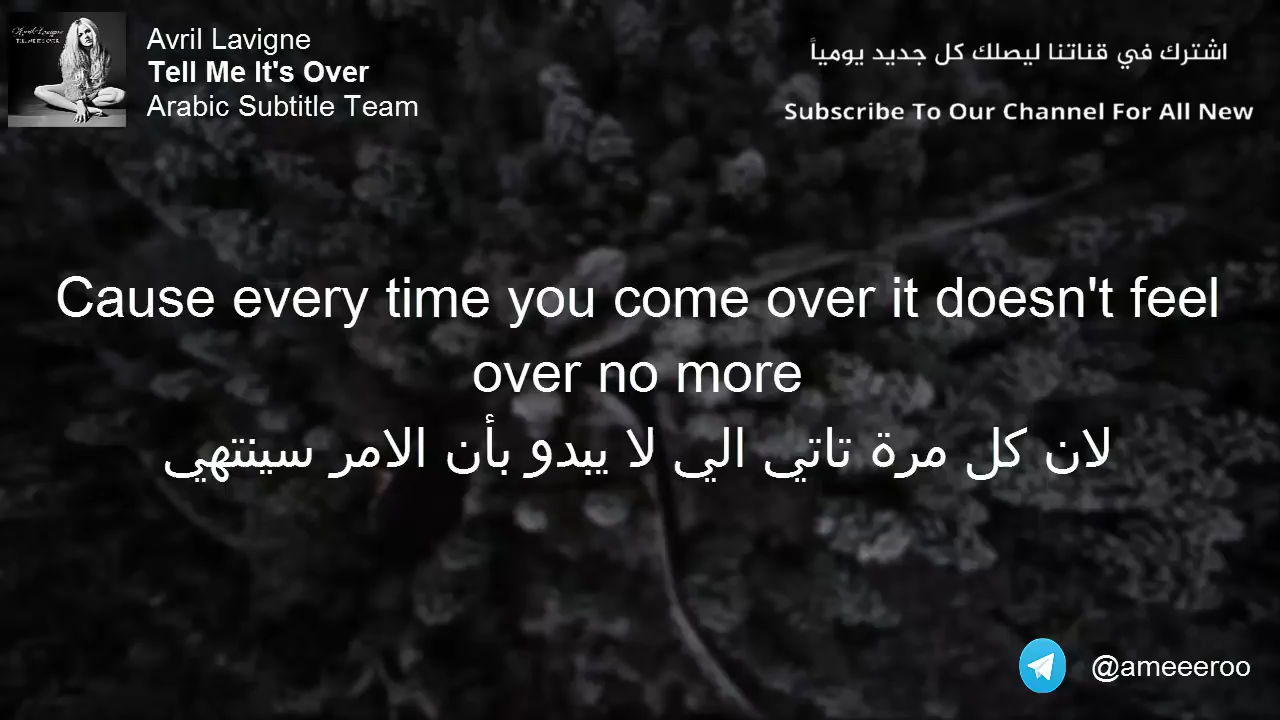 Avril Lavigne
Tell Me It's Over
Arabic Subtitle Team
اشترك في قناتنا ليصلك كل جديد يومياً
Subscribe To Our Channel For All New
Cause every time you come over it doesn't feel
over no more
لان كل مرة تاتي الي لا يبدو بأن الامر سينتهي
@ameeeroo